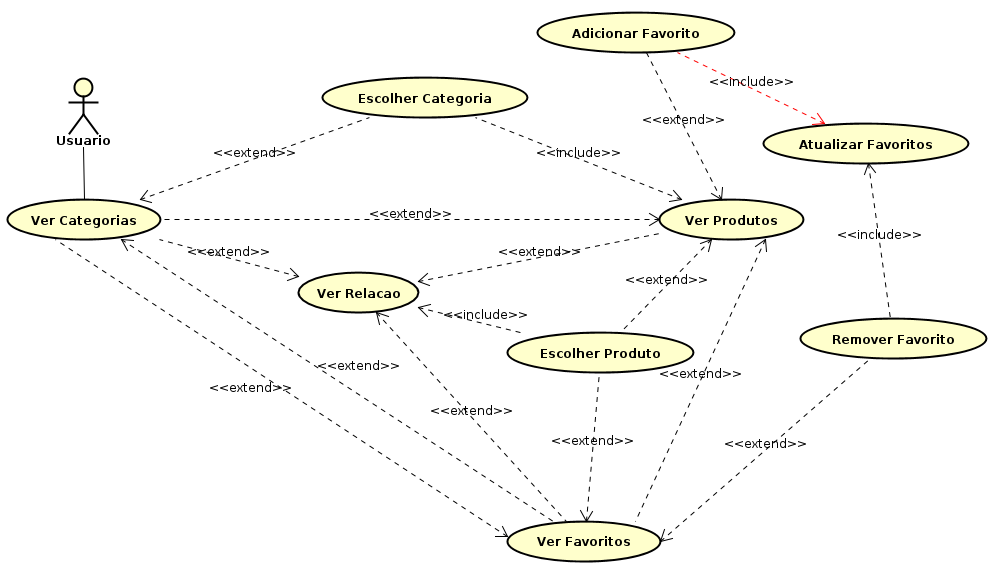 Adicionar Favorito
<<include>>
Escolher Categoria
<<extend>>
Usuario
Atualizar Favoritos
<<extend>>
<<include>>
Ver Categorias
<<extend>>
Ver Produtos
<<include>>
<<extend>>
<<extend>>
<<extend>>
Ver Relacao
<<include>>
Remover Favorito
Escolher Produto
<<extend>>
<<extend>>
<<extend>>
<<extend>>
<<extend>>
<<extend>>
Ver Favoritos